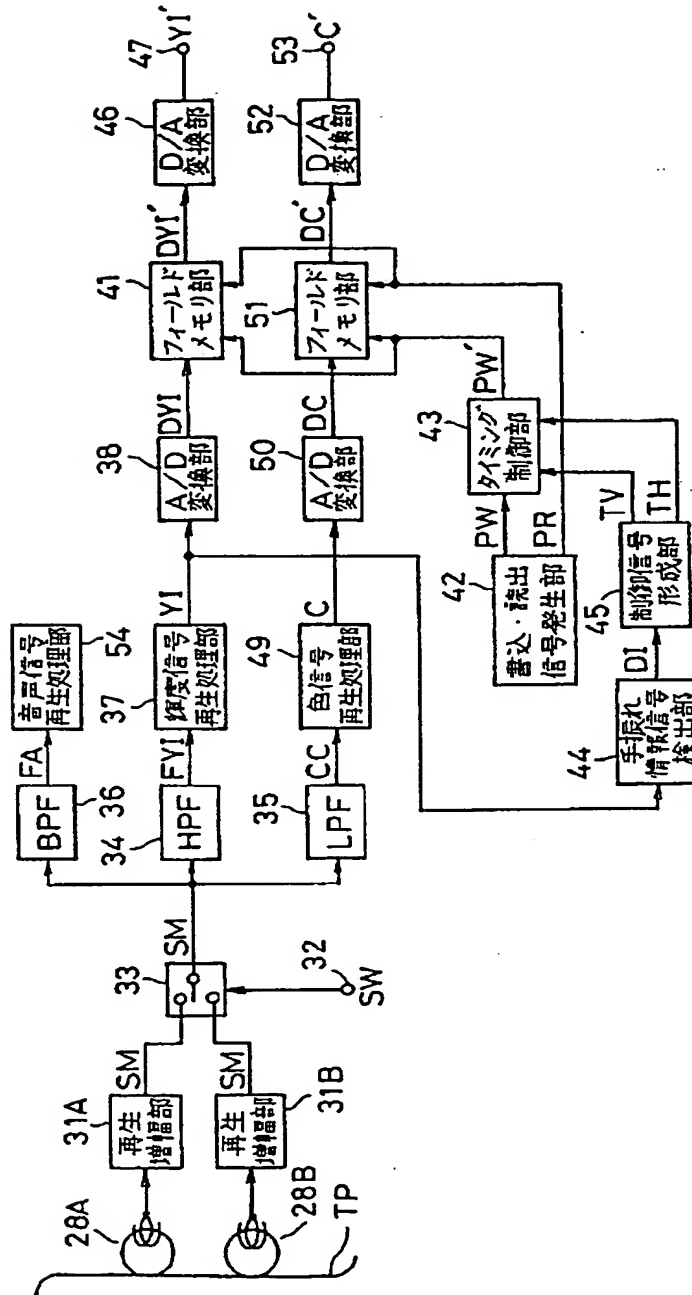 TP
28A
28B
31A
再生
増幅部
31B
再生
増幅部
SM
SM
33
32
SW
SM
36
BPF
34
HPF
35
LPF
FA
FYI
CC
54
音声信号
再生処理部
37
輝度信号
再生処理部
49
色信号
再生処理部
YI
C
38
A/D
変換部
50
A/D
変換部
DYI
DC
41
フィールド
メモリ部
51
フィールド
メモリ部
DYI´
DC´
46
D/A
変換部
52
D/A
変換部
47
YI´
53
C´
42
書込・読出
信号発生部
PW
PR
43
タイミング
制御部
PW´
TV
TH
45
制御信号
形成部
DI
44
手振れ
情報信号
検出部